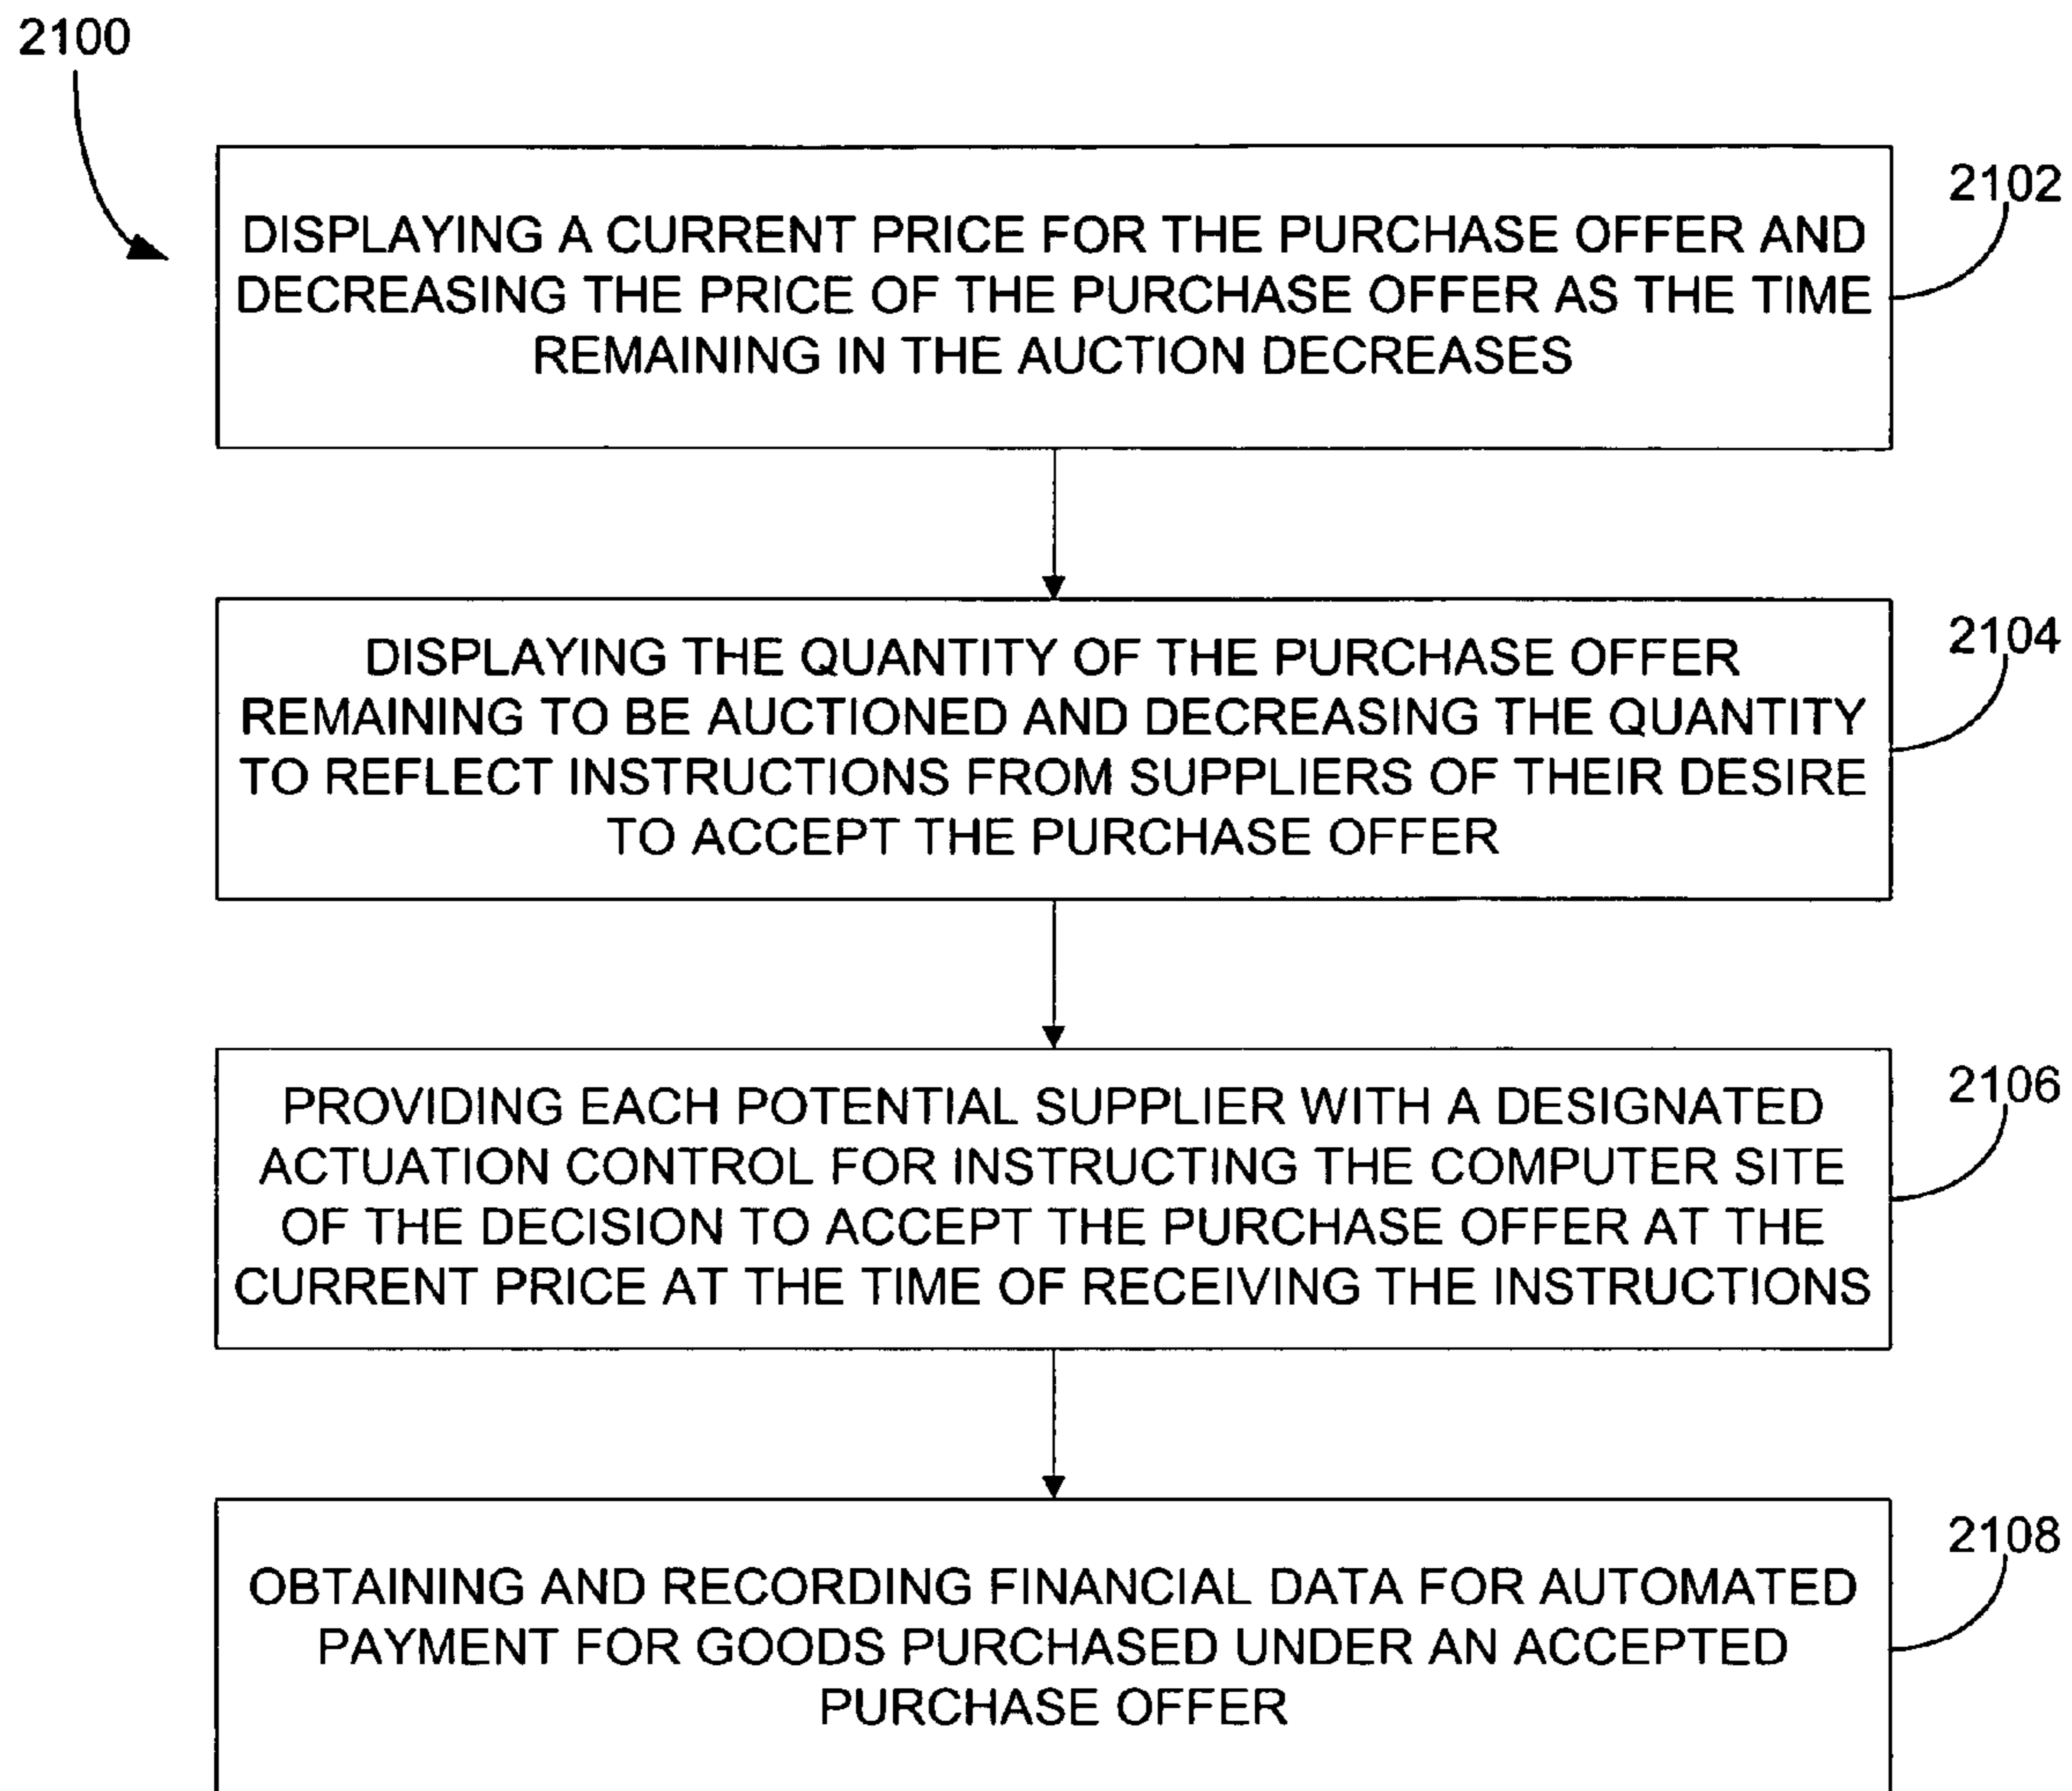 2100
2102
DISPLAYING A CURRENT PRICE FOR THE PURCHASE OFFER AND
DECREASING THE PRICE OF THE PURCHASE OFFER AS THE TIME
REMAINING IN THE AUCTION DECREASES
2104
DISPLAYING THE QUANTITY OF THE PURCHASE OFFER
REMAINING TO BE AUCTIONED AND DECREASING THE QUANTITY
TO REFLECT INSTRUCTIONS FROM SUPPLIERS OF THEIR DESIRE
TO ACCEPT THE PURCHASE OFFER
2106
PROVIDING EACH POTENTIAL SUPPLIER WITH A DESIGNATED
ACTUATION CONTROL FOR INSTRUCTING THE COMPUTER SITE
OF THE DECISION TO ACCEPT THE PURCHASE OFFER AT THE
CURRENT PRICE AT THE TIME OF RECEIVING THE INSTRUCTIONS
2108
OBTAINING AND RECORDING FINANCIAL DATA FOR AUTOMATED
PAYMENT FOR GOODS PURCHASED UNDER AN ACCEPTED
PURCHASE OFFER